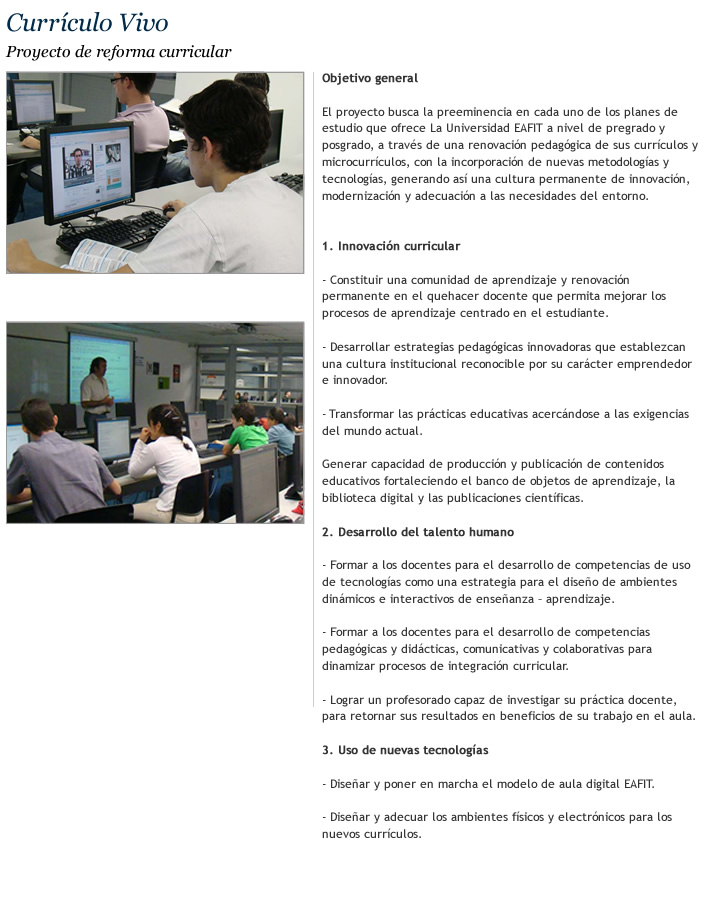 Currículo Vivo
Proyecto de reforma curricular
Objetivo general
El proyecto busca la preeminencia en cada uno de los planes de
estudio que ofrece La Universidad EAFIT a nivel de pregrado y
posgrado, a través de una renovación pedagógica de sus currículos y
microcurrículos, con la incorporación de nuevas metodologías y
tecnologías, generando así una cultura permanente de innovación,
modernización y adecuación a las necesidades del entorno.
1. Innovación curricular
- Constituir una comunidad de aprendizaje y renovación
permanente en el quehacer docente que permita mejorar los
procesos de aprendizaje centrado en el estudiante.
- Desarrollar estrategias pedagógicas innovadoras que establezcan
una cultura institucional reconocible por su carácter emprendedor
e innovador.
- Transformar las prácticas educativas acercándose a las exigencias
del mundo actual.
Generar capacidad de producción y publicación de contenidos
educativos fortaleciendo el banco de objetos de aprendizaje, la
biblioteca digital y las publicaciones científicas.
2. Desarrollo del talento humano
- Formar a los docentes para el desarrollo de competencias de uso
de tecnologías como una estrategia para el diseño de ambientes
dinámicos e interactivos de enseñanza – aprendizaje.
- Formar a los docentes para el desarrollo de competencias
pedagógicas y didácticas, comunicativas y colaborativas para
dinamizar procesos de integración curricular.
- Lograr un profesorado capaz de investigar su práctica docente,
para retornar sus resultados en beneficios de su trabajo en el aula.
3. Uso de nuevas tecnologías
- Diseñar y poner en marcha el modelo de aula digital EAFIT.
- Diseñar y adecuar los ambientes físicos y electrónicos para los
nuevos currículos.